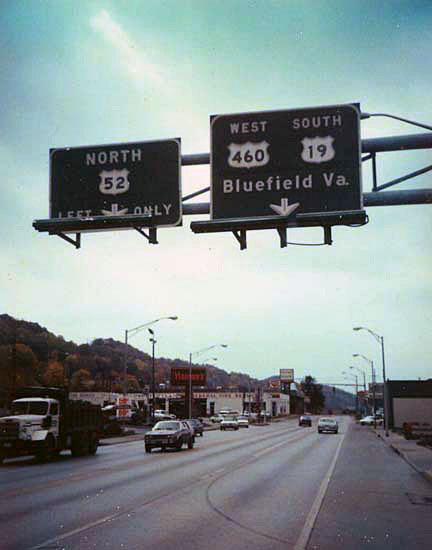 NORTH
52
LEFT ONLY
WEST SOUTH
460 19
Bluefield Va.